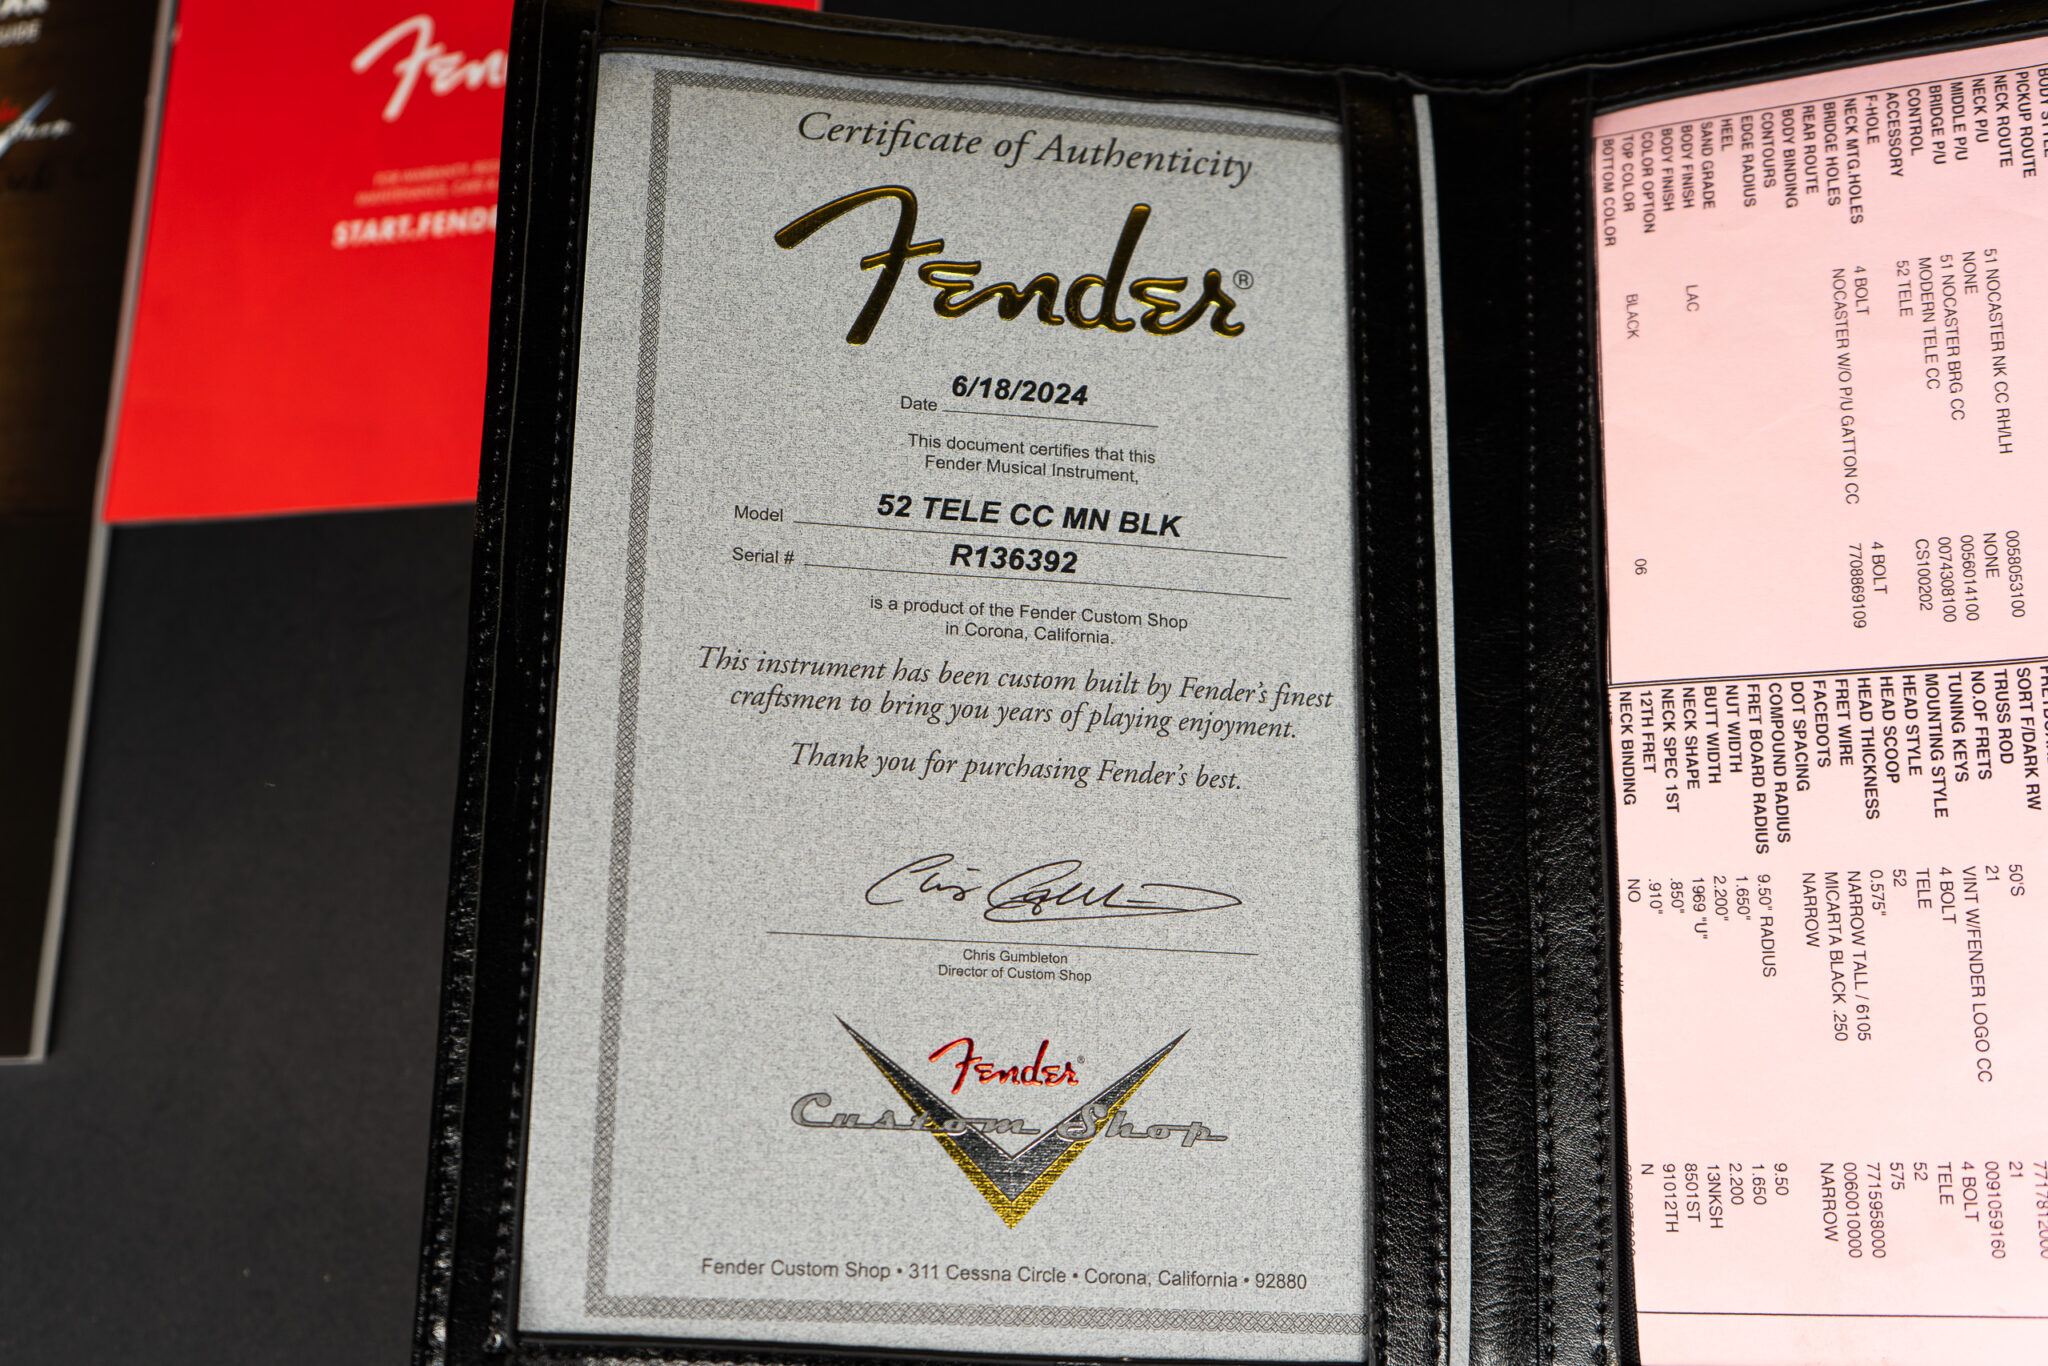 Fen
START.FENDE
Certificate of Authenticity
Fender®
Date 6/18/2024
This document certifies that this
Fender Musical Instrument,
Model 52 TELE CC MN BLK
Serial # R136392
is a product of the Fender Custom Shop
in Corona, California.
This instrument has been custom built by Fender's finest
craftsmen to bring you years of playing enjoyment.
Thank you for purchasing Fender's best.
Chris Gumbleton
Director of Custom Shop
Fender®
Custom Shop
Fender Custom Shop • 311 Cessna Circle • Corona, California • 92880
BODY STYLE
PICKUP ROUTE
NECK ROUTE
NECK P/U 51 NOCASTER NK CC RH/LH 0058053100
MIDDLE P/U NONE NONE
BRIDGE P/U 51 NOCASTER BRG CC 0056014100
CONTROL MODERN TELE CC 0074308100
ACCESSORY 52 TELE CS100202
F-HOLE
NECK MTG.HOLES 4 BOLT 4 BOLT
BRIDGE HOLES NOCASTER W/O P/U GATTON CC 7708869109
REAR ROUTE
BODY BINDING
CONTOURS
EDGE RADIUS
HEEL
SAND GRADE
BODY FINISH LAC
BODY FINISH
COLOR OPTION
TOP COLOR BLACK 06
BOTTOM COLOR
SORT F/DARK RW
TRUSS ROD 50'S
NO.OF FRETS 21 21
TUNING KEYS VINT W/FENDER LOGO CC 0091059160
MOUNTING STYLE 4 BOLT 4 BOLT
HEAD STYLE TELE TELE
HEAD SCOOP 52 52
HEAD THICKNESS 0.575" 575
FRET WIRE NARROW TALL / 6105 7715958000
FACEDOTS MICARTA BLACK .250 0060010000
DOT SPACING NARROW NARROW
COMPOUND RADIUS
FRET BOARD RADIUS 9.50" RADIUS 9.50
NUT WIDTH 1.650" 1.650
BUTT WIDTH 2.200" 2.200
NECK SHAPE 1969 "U" 13NKSH
NECK SPEC 1ST .850" 8501ST
12TH FRET .910" 91012TH
NECK BINDING NO N